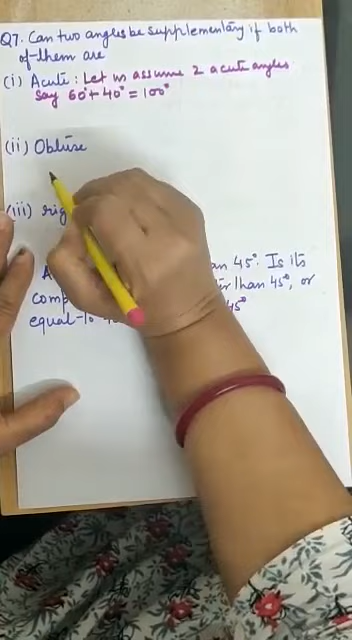 Q7. Can two angles be supplementary if both
of them are
(i) Acute : Let us assume 2 acute angles
say 60° + 40° = 100°
(ii) Obtuse
(iii) rig
an 45°. Is its
comp than 45°, or
equal to 45°